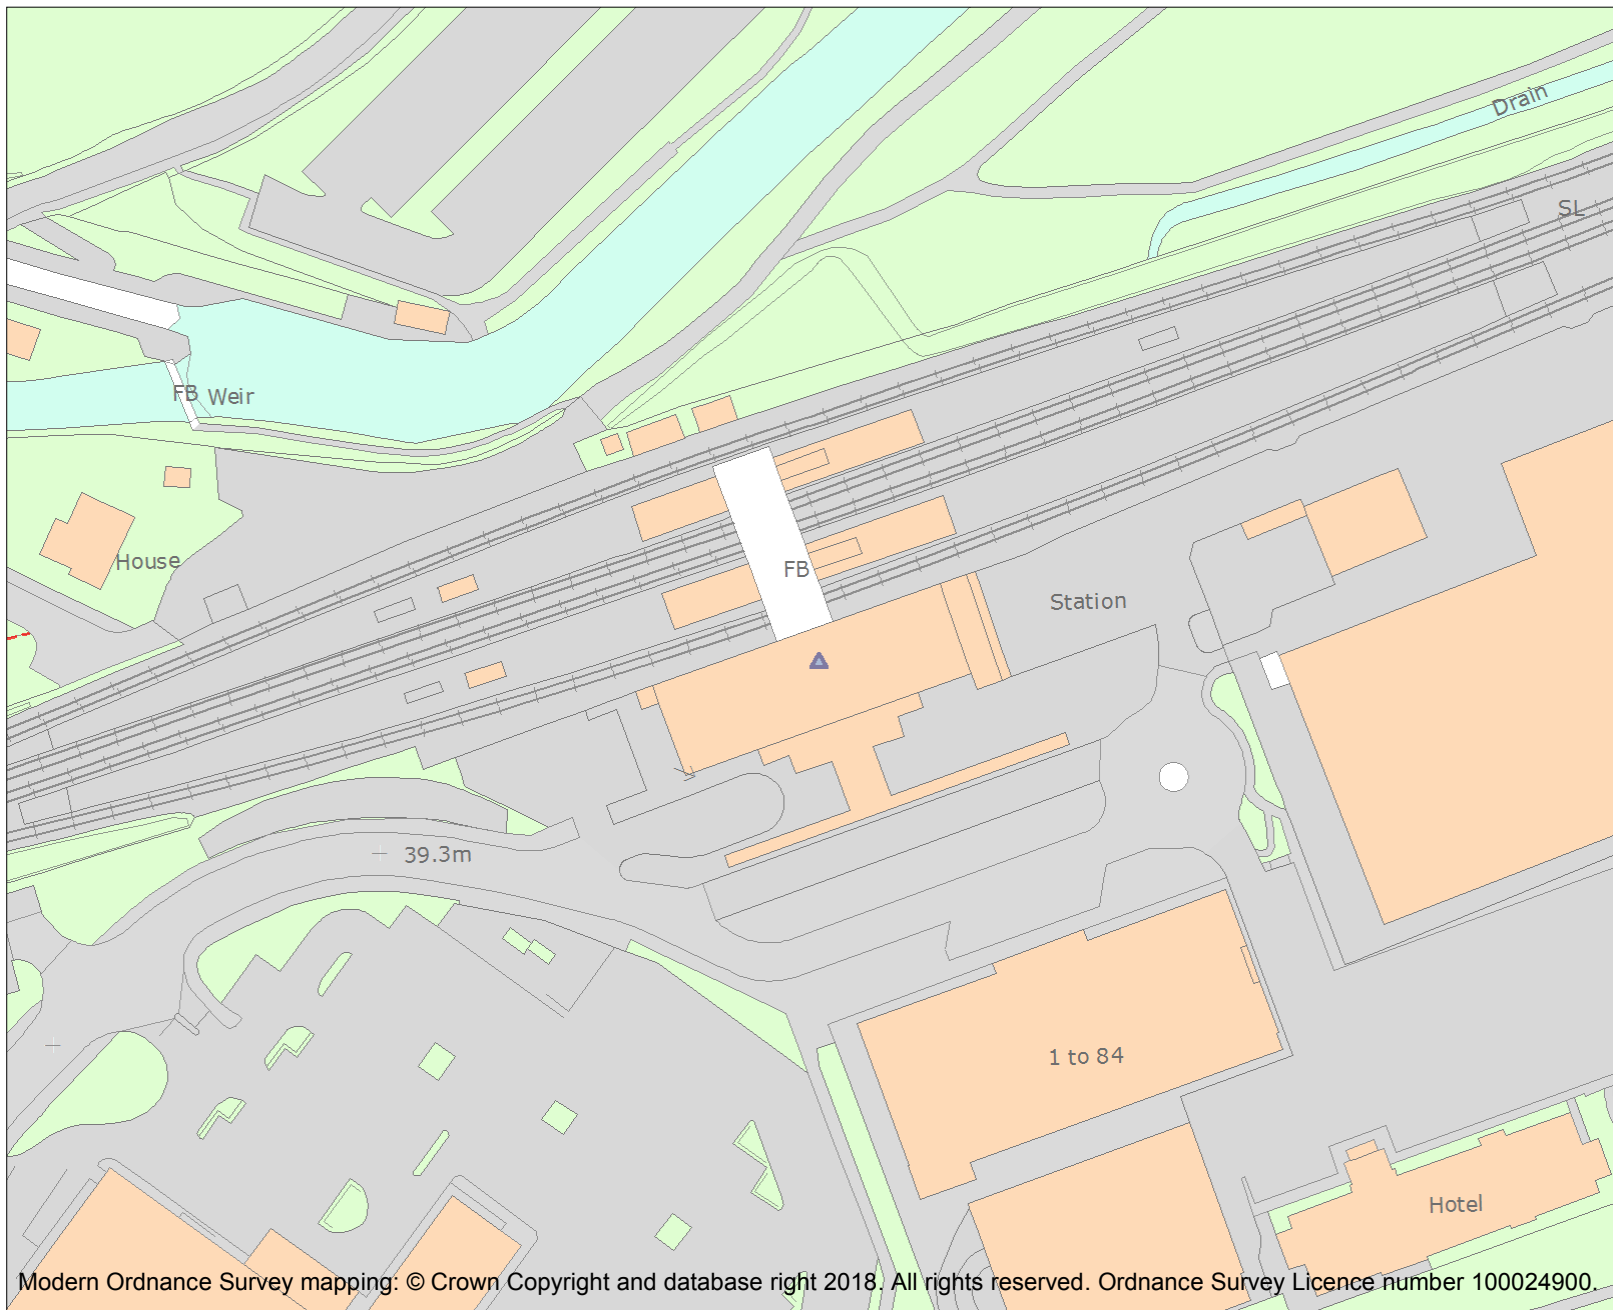 Drain
SL
FB
Weir
House
FB
Station
39.3m
1 to 84
Hotel
Modern Ordnance Survey mapping: © Crown Copyright and database right 2018. All rights reserved. Ordnance Survey Licence number 100024900.